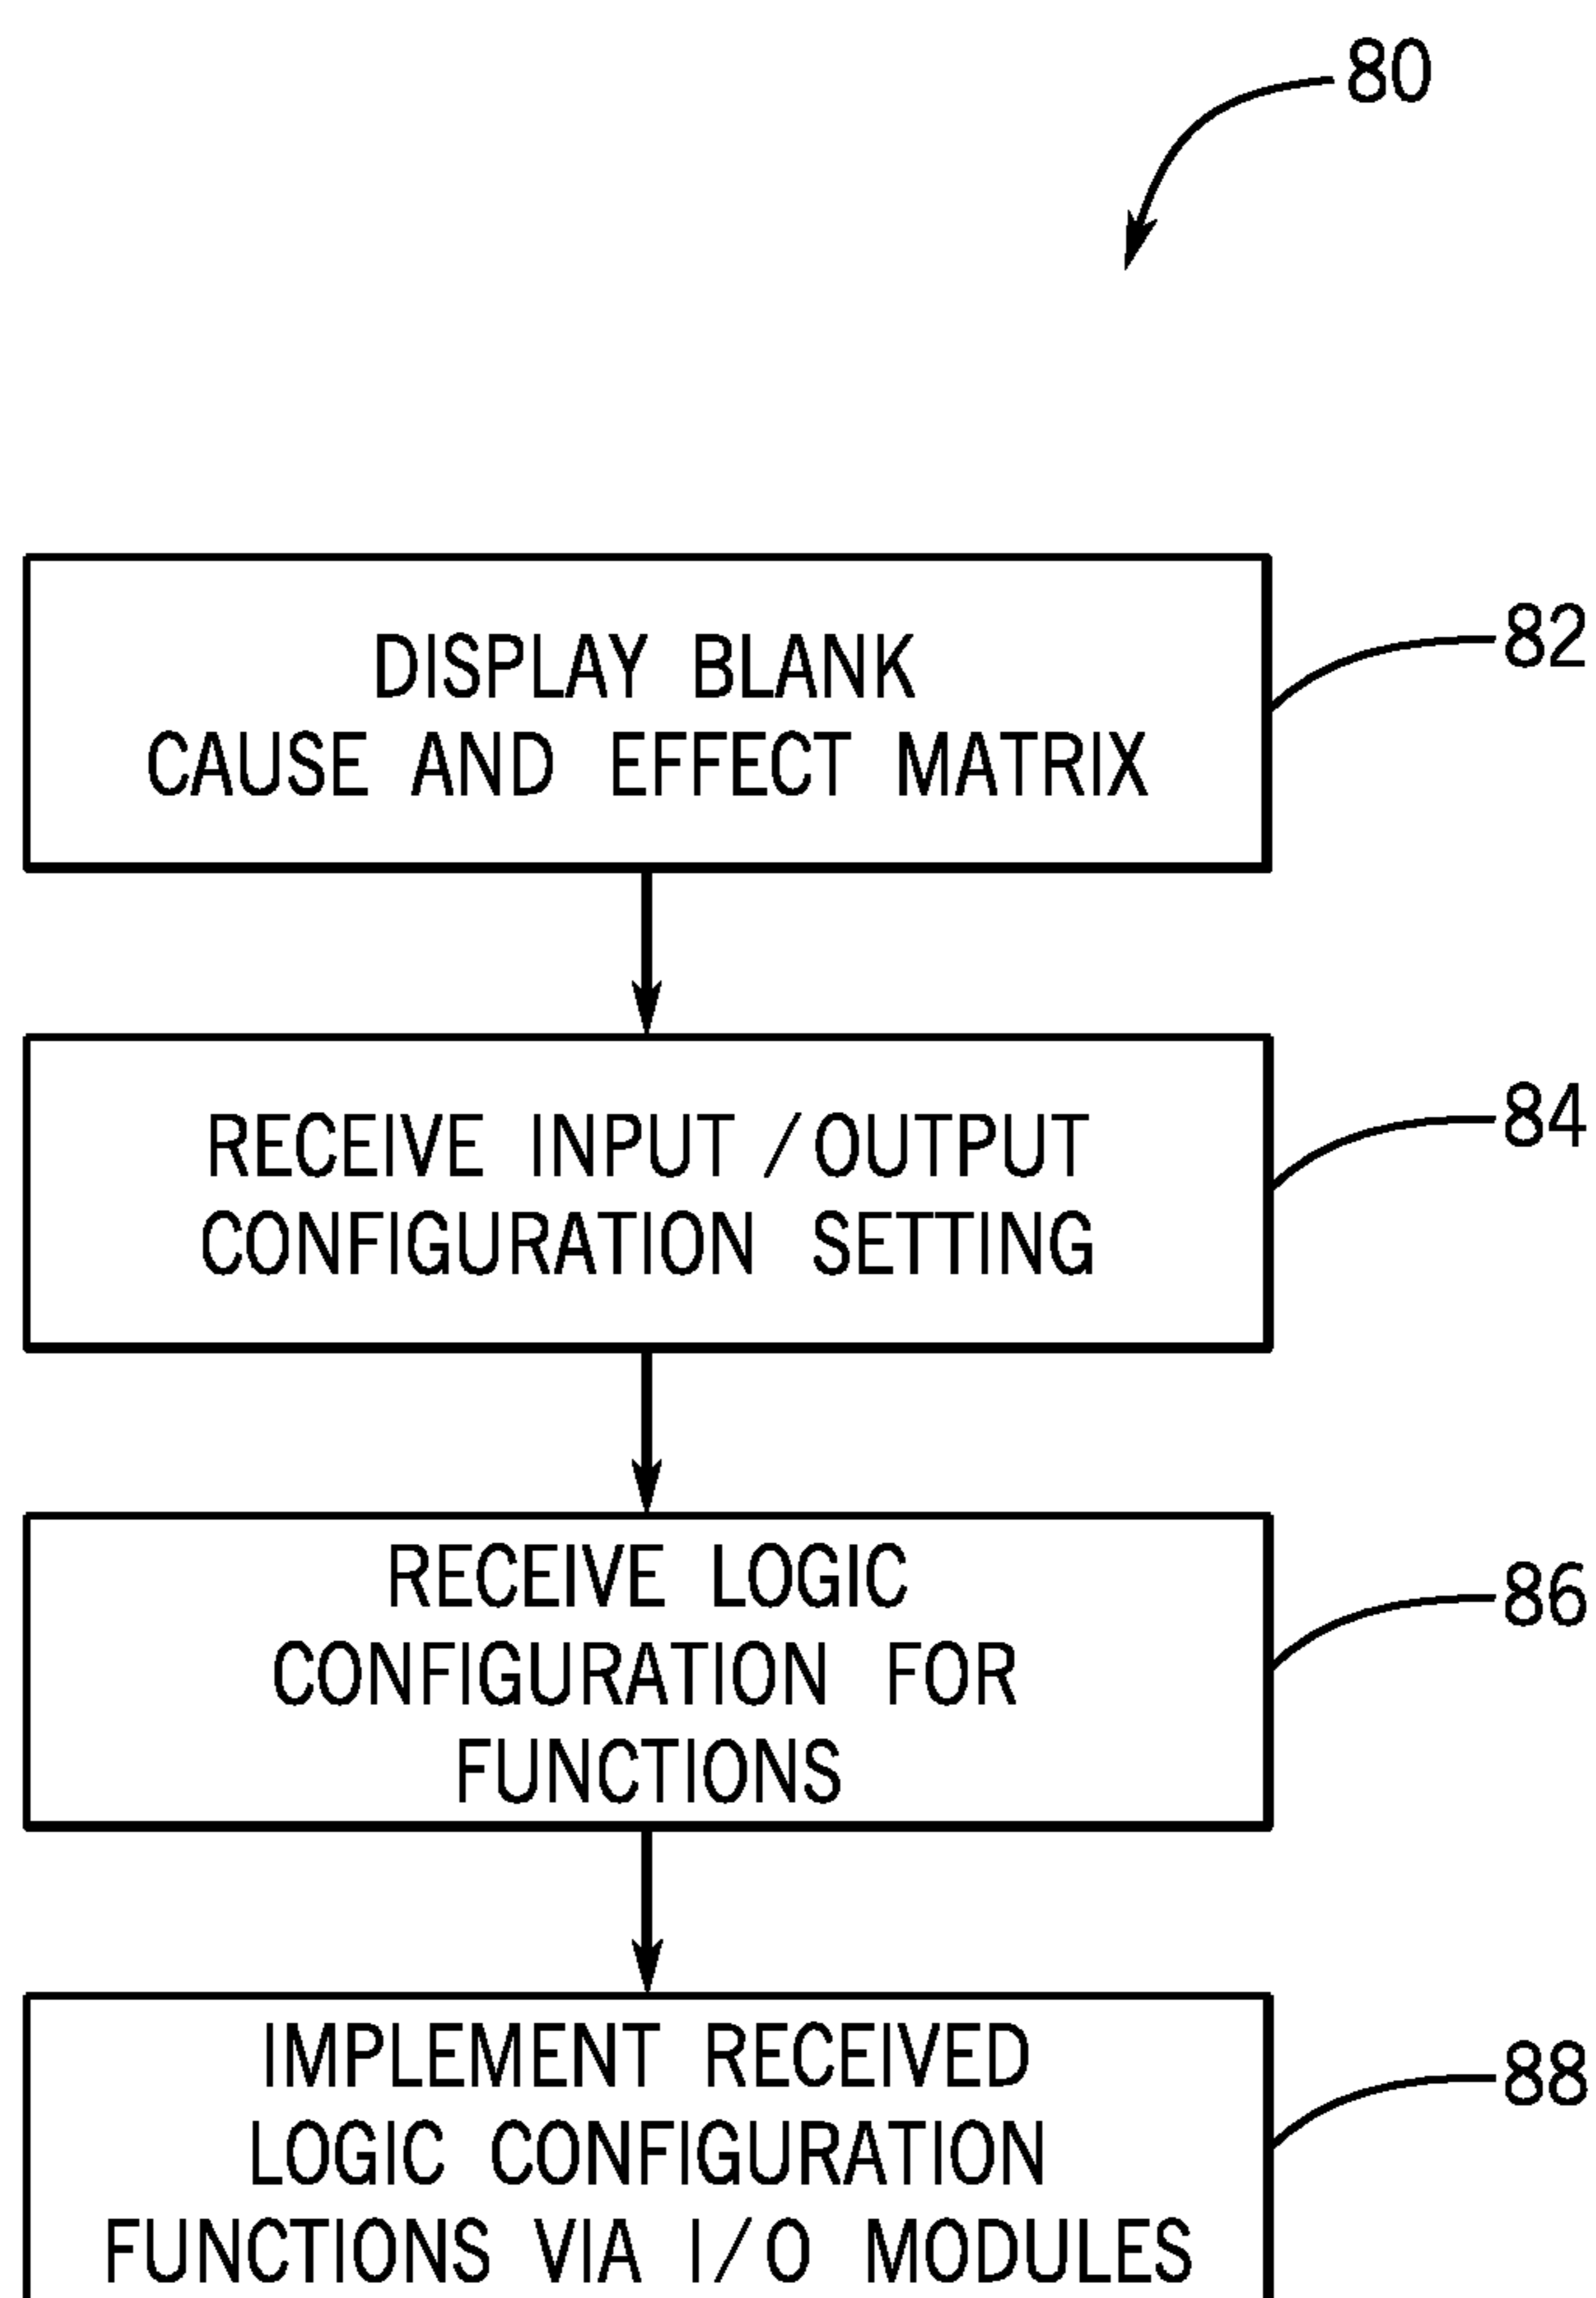 80
DISPLAY BLANK
CAUSE AND EFFECT MATRIX
82
RECEIVE INPUT/OUTPUT
CONFIGURATION SETTING
84
RECEIVE LOGIC
CONFIGURATION FOR
FUNCTIONS
86
IMPLEMENT RECEIVED
LOGIC CONFIGURATION
FUNCTIONS VIA I/O MODULES
88